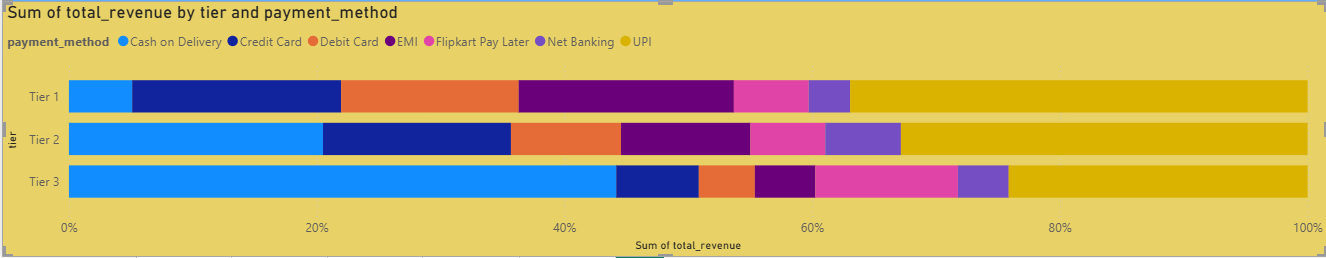 Sum of total_revenue by tier and payment_method
payment_method Cash on Delivery Credit Card Debit Card EMI Flipkart Pay Later Net Banking UPI
tier
Tier 1
Tier 2
Tier 3
0% 20% 40% 60% 80% 100%
Sum of total_revenue